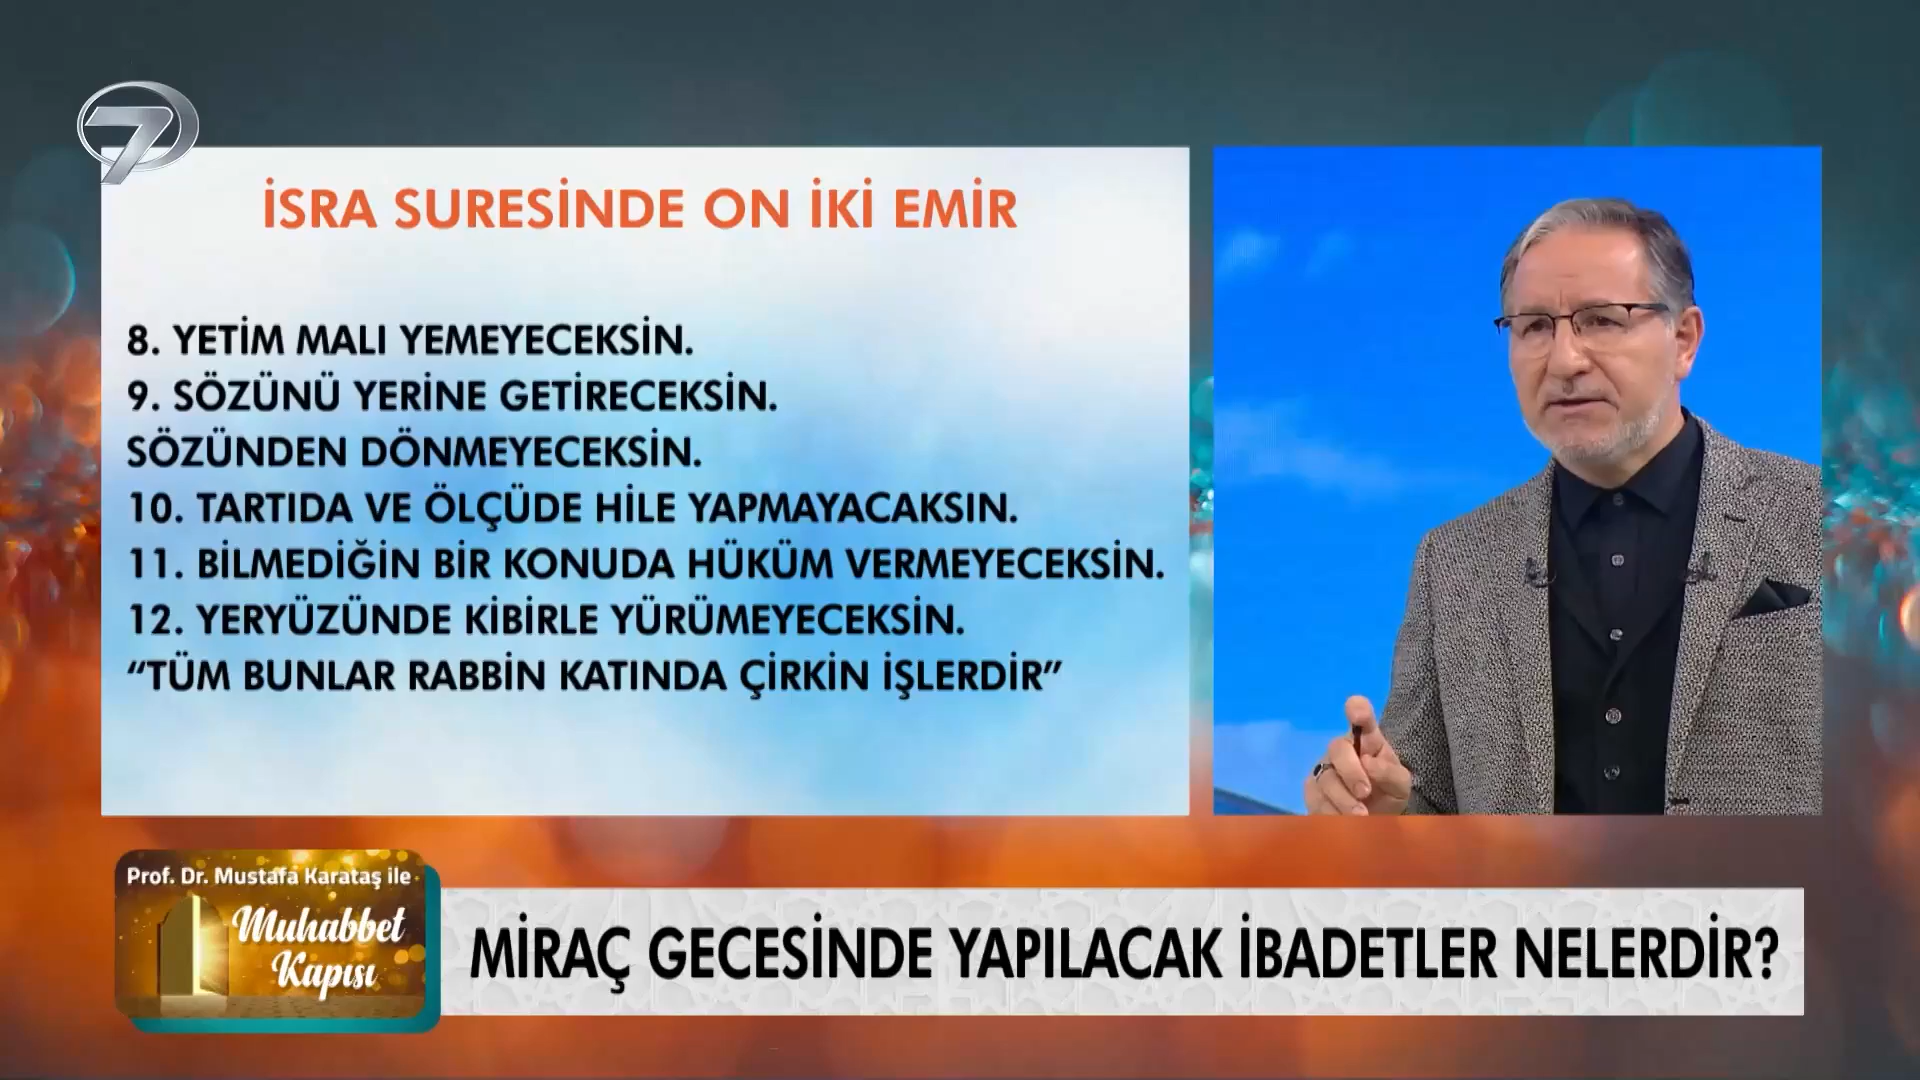 7
İSRA SURESİNDE ON İKİ EMİR
8. YETİM MALI YEMEYECEKSİN.
9. SÖZÜNÜ YERİNE GETİRECEKSİN.
SÖZÜNDEN DÖNMEYECEKSİN.
10. TARTIDA VE ÖLÇÜDE HİLE YAPMAYACAKSIN.
11. BİLMEDİĞİN BİR KONUDA HÜKÜM VERMEYECEKSİN.
12. YERYÜZÜNDE KİBİRLE YÜRÜMEYECEKSİN.
“TÜM BUNLAR RABBİN KATINDA ÇİRKİN İŞLERDİR”
Prof. Dr. Mustafa Karataş ile
Muhabbet
Kapısı
MİRAÇ GECESİNDE YAPILACAK İBADETLER NELERDİR?